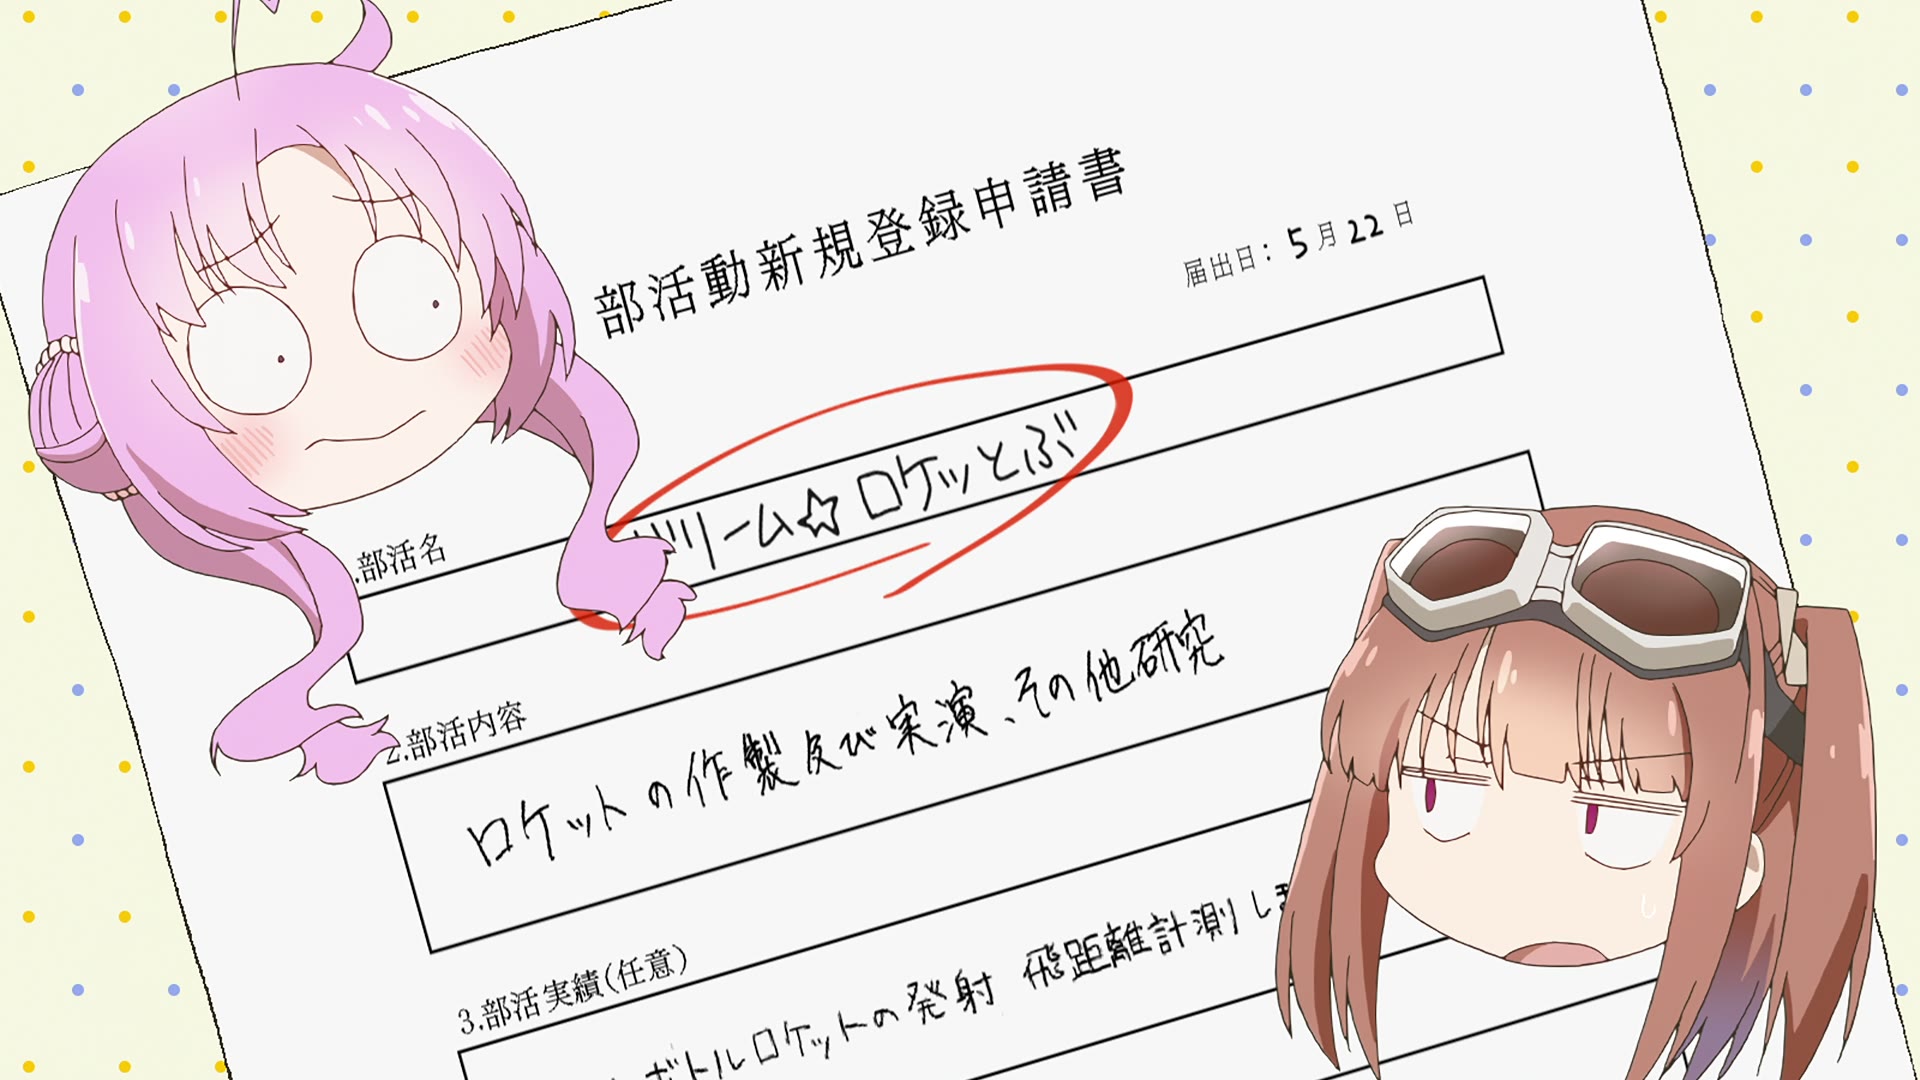 部活動新規登録申請書
届出日：5月22日
.部活名
ドリーム☆ロケッとぶ
2.部活内容
ロケットの作製及び実演、その他研究
3.部活実績(任意)
ボトルロケットの発射 飛距離計測しま